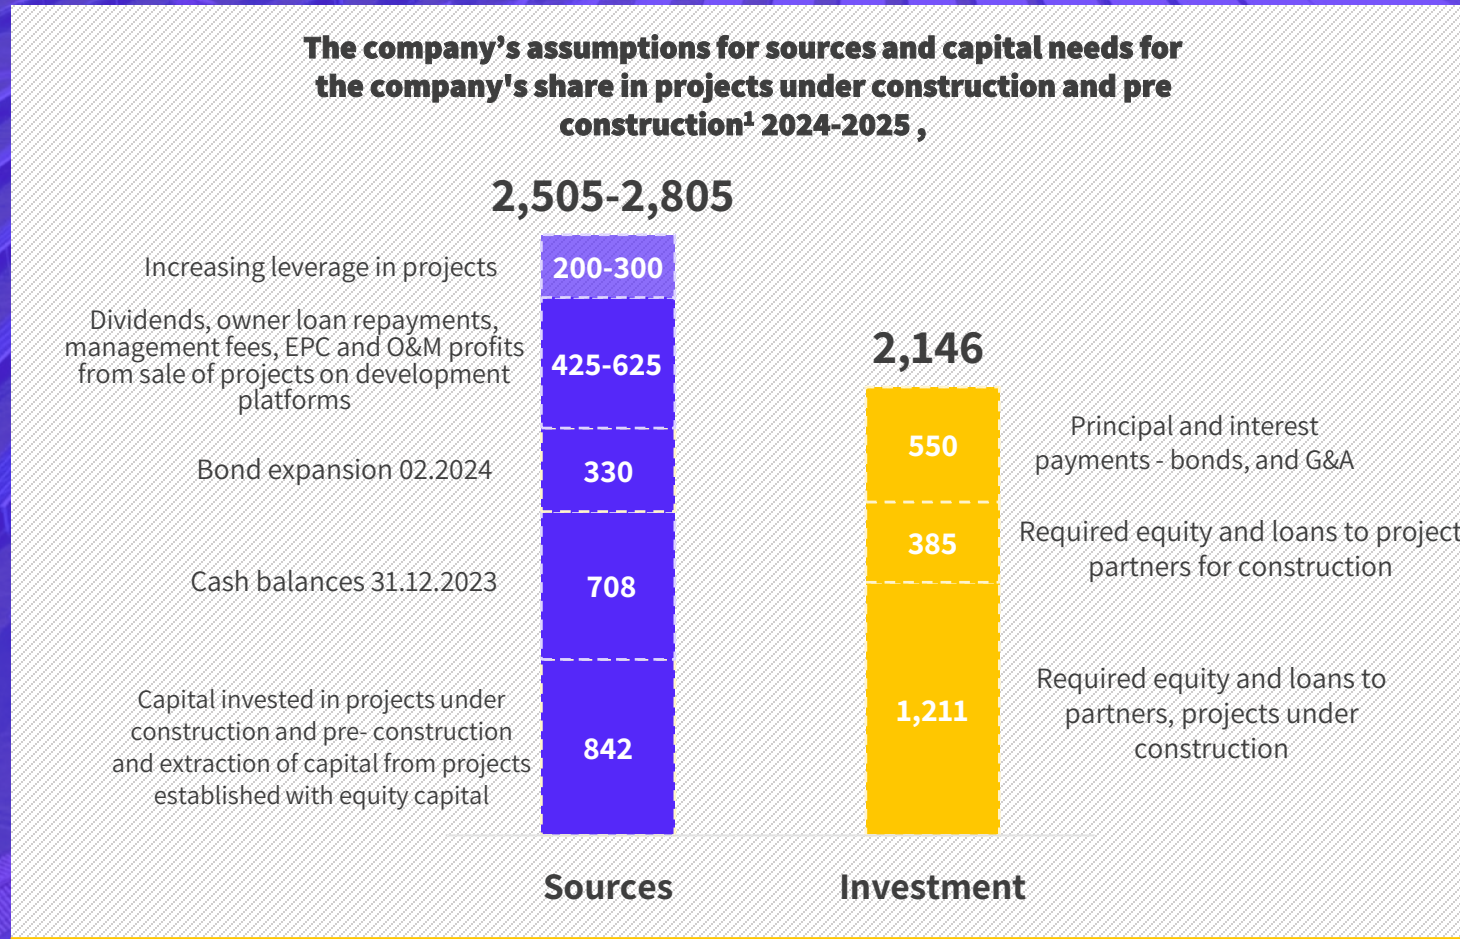 The company’s assumptions for sources and capital needs for
the company's share in projects under construction and pre
construction¹ 2024-2025 ,
2,505-2,805
Increasing leverage in projects
200-300
Dividends, owner loan repayments,
management fees, EPC and O&M profits
from sale of projects on development
platforms
425-625
Bond expansion 02.2024
330
Cash balances 31.12.2023
708
Capital invested in projects under
construction and pre- construction
and extraction of capital from projects
established with equity capital
842
Sources
2,146
550
Principal and interest
payments - bonds, and G&A
385
Required equity and loans to project
partners for construction
1,211
Required equity and loans to
partners, projects under
construction
Investment